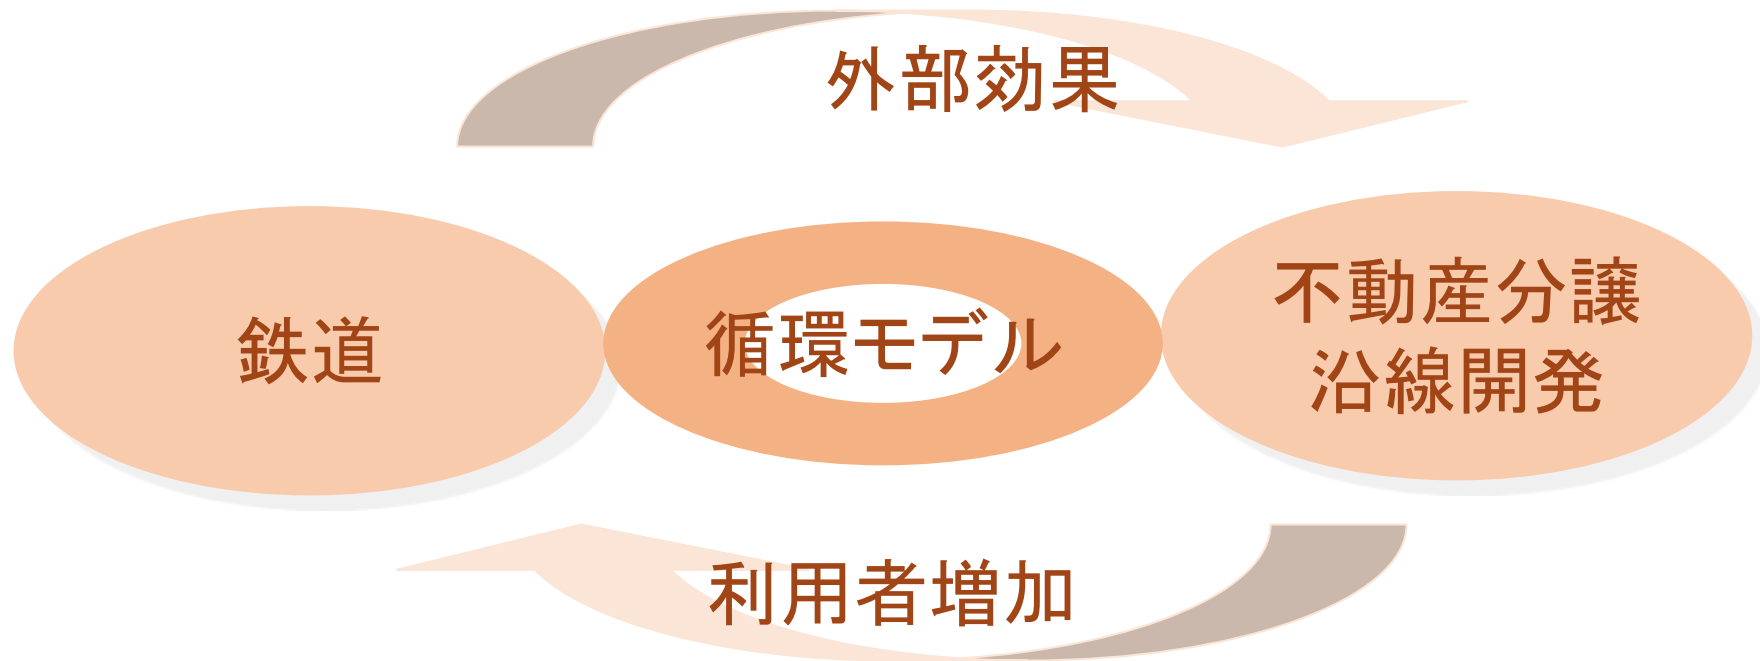 外部効果
鉄道
循環モデル
不動産分譲
沿線開発
利用者増加